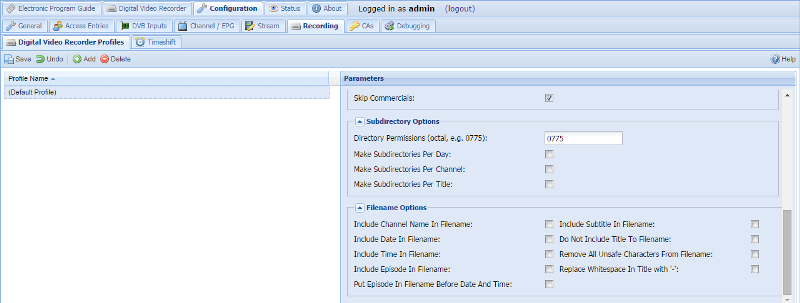 Electronic Program Guide Digital Video Recorder Configuration Status About Logged in as admin (logout)
General Access Entries DVB Inputs Channel / EPG Stream Recording CAs Debugging
Digital Video Recorder Profiles Timeshift
Save Undo Add Delete Help
Profile Name Parameters
(Default Profile)
Skip Commercials:
Subdirectory Options
Directory Permissions (octal, e.g. 0775): 0775
Make Subdirectories Per Day:
Make Subdirectories Per Channel:
Make Subdirectories Per Title:
Filename Options
Include Channel Name In Filename: Include Subtitle In Filename:
Include Date In Filename: Do Not Include Title To Filename:
Include Time In Filename: Remove All Unsafe Characters From Filename:
Include Episode In Filename: Replace Whitespace In Title with '-':
Put Episode In Filename Before Date And Time: